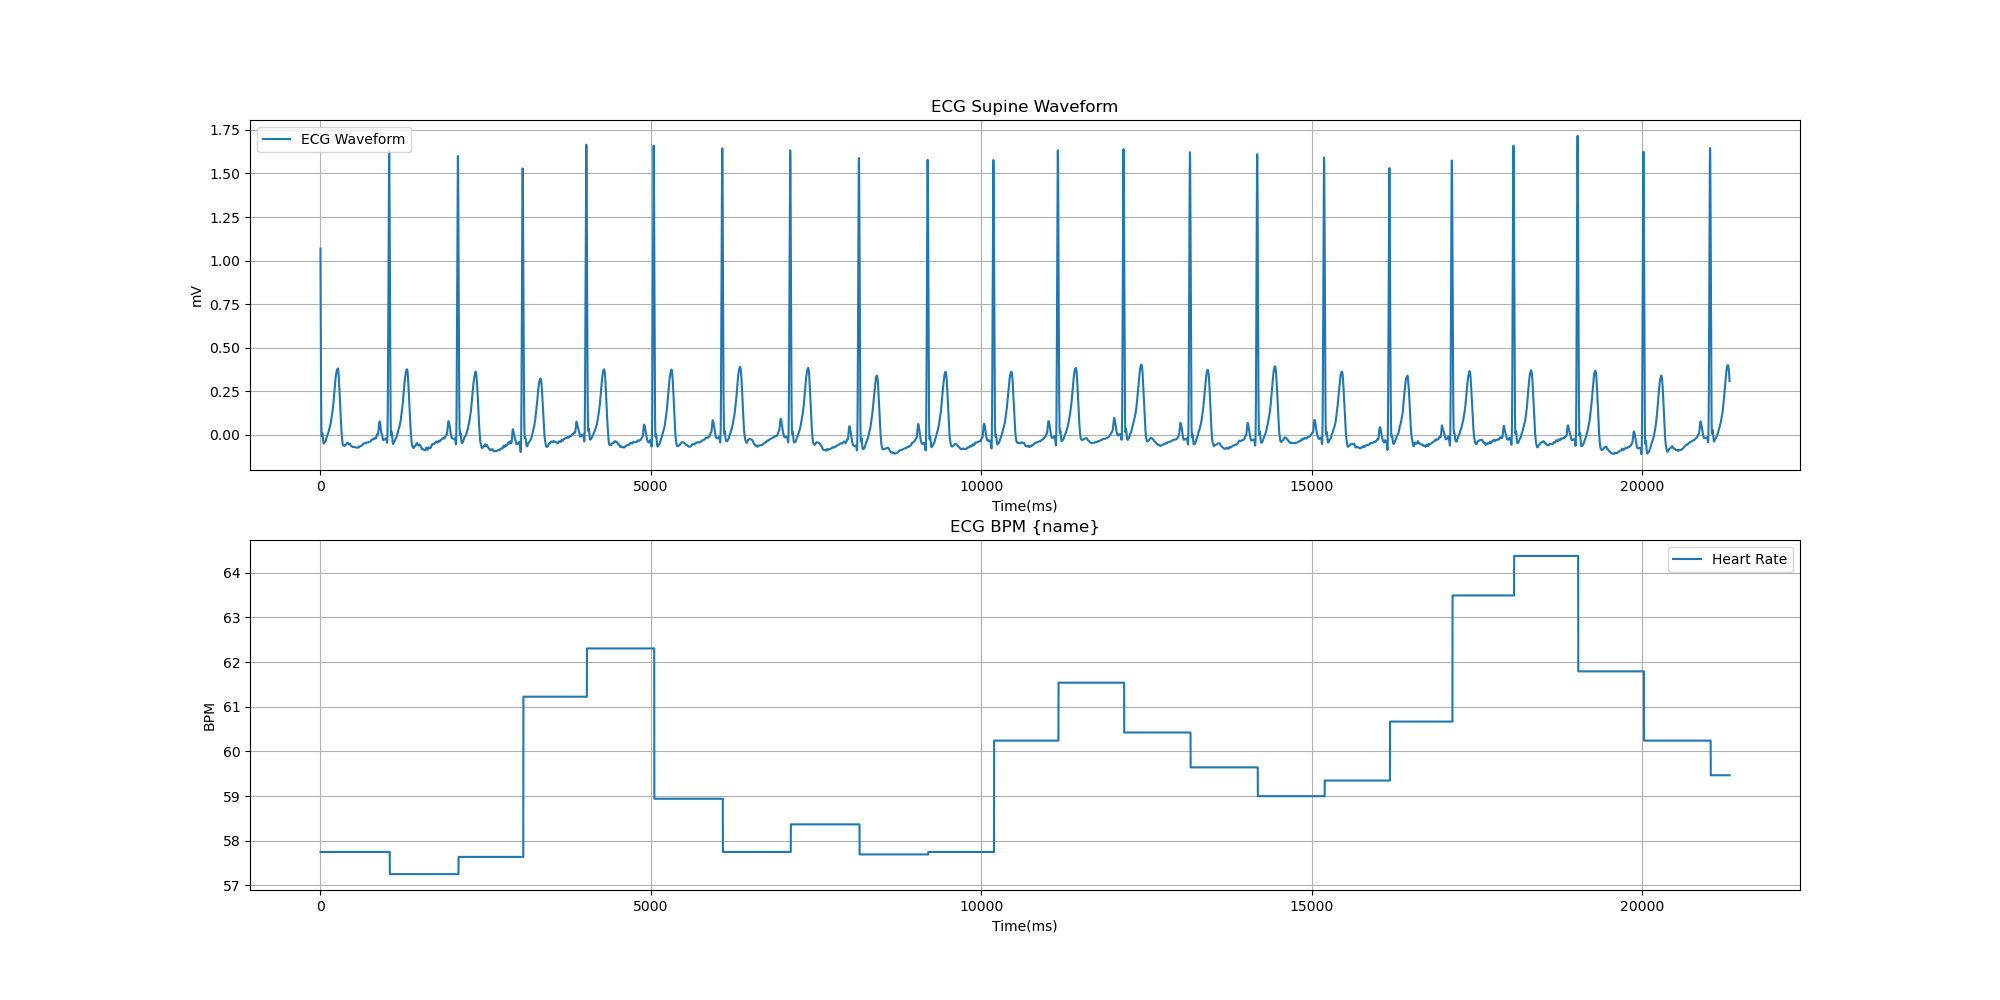 ECG Supine Waveform
ECG Waveform
1.75
1.50
1.25
1.00
0.75
0.50
0.25
0.00
mV
0 5000 10000 15000 20000
Time(ms)
ECG BPM {name}
Heart Rate
64
63
62
61
60
59
58
57
BPM
0 5000 10000 15000 20000
Time(ms)